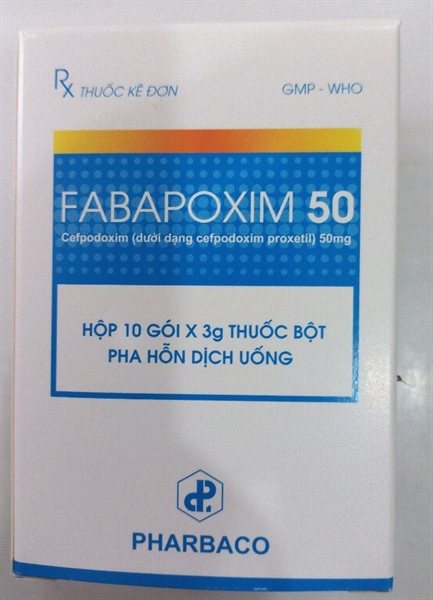 Rx THUỐC KÊ ĐƠN
GMP - WHO
FABAPOXIM 50
Cefpodoxim (dưới dạng cefpodoxim proxetil) 50mg
HỘP 10 GÓI X 3g THUỐC BỘT
PHA HỖN DỊCH UỐNG
PHARBACO